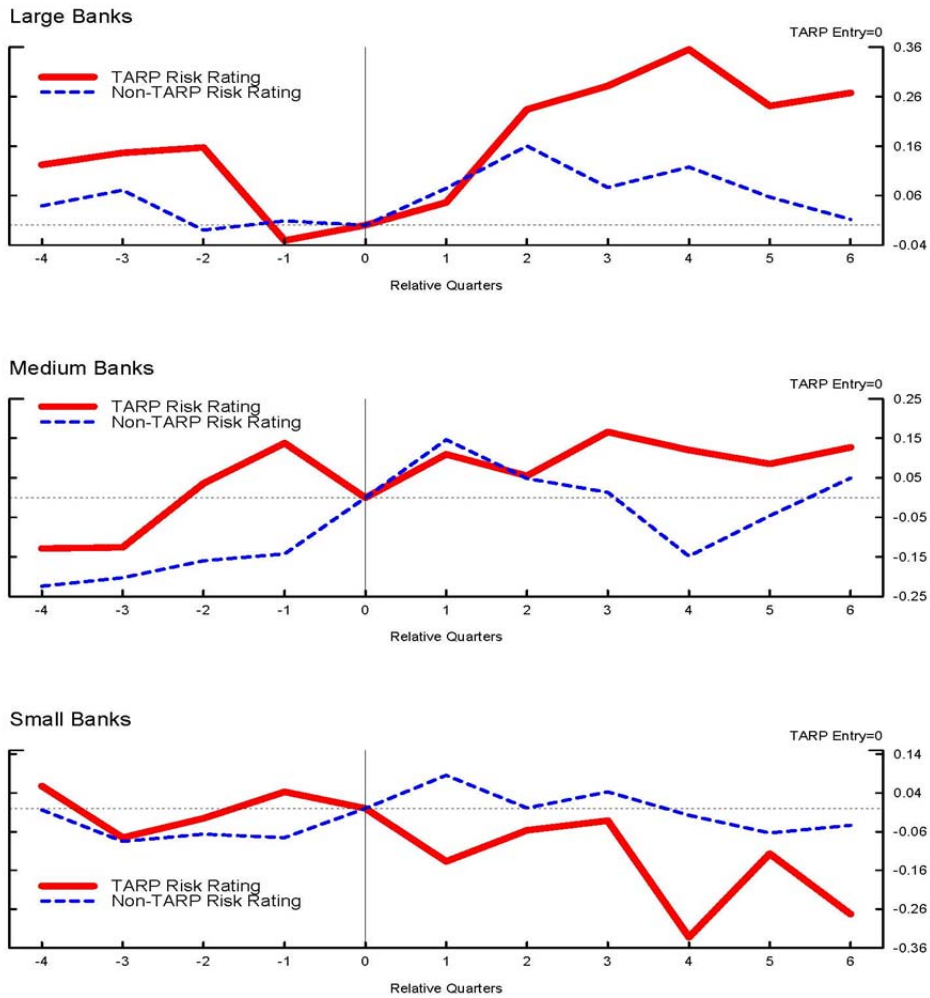 Large Banks
TARP Entry=0
TARP Risk Rating
Non-TARP Risk Rating
0.36
0.26
0.16
0.06
-0.04
-4 -3 -2 -1 0 1 2 3 4 5 6
Relative Quarters
Medium Banks
TARP Entry=0
TARP Risk Rating
Non-TARP Risk Rating
0.25
0.15
0.05
-0.05
-0.15
-0.25
-4 -3 -2 -1 0 1 2 3 4 5 6
Relative Quarters
Small Banks
TARP Entry=0
0.14
0.04
-0.06
-0.16
-0.26
-0.36
TARP Risk Rating
Non-TARP Risk Rating
-4 -3 -2 -1 0 1 2 3 4 5 6
Relative Quarters